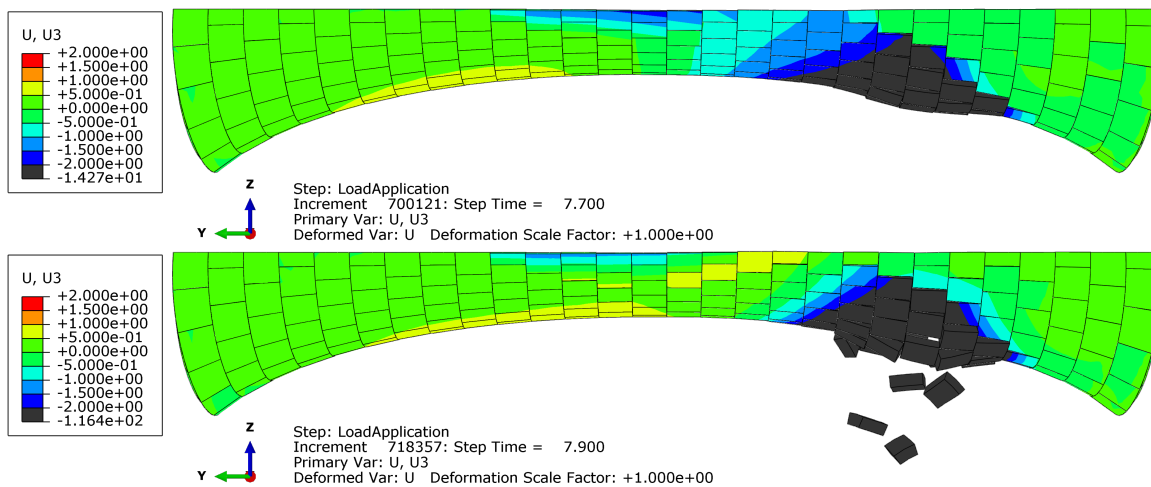 U, U3
+2.000e+00
+1.500e+00
+1.000e+00
+5.000e-01
+0.000e+00
-5.000e-01
-1.000e+00
-1.500e+00
-2.000e+00
-1.427e+01
Z
Y
Step: LoadApplication
Increment 700121: Step Time = 7.700
Primary Var: U, U3
Deformed Var: U Deformation Scale Factor: +1.000e+00
U, U3
+2.000e+00
+1.500e+00
+1.000e+00
+5.000e-01
+0.000e+00
-5.000e-01
-1.000e+00
-1.500e+00
-2.000e+00
-1.164e+02
Z
Y
Step: LoadApplication
Increment 718357: Step Time = 7.900
Primary Var: U, U3
Deformed Var: U Deformation Scale Factor: +1.000e+00